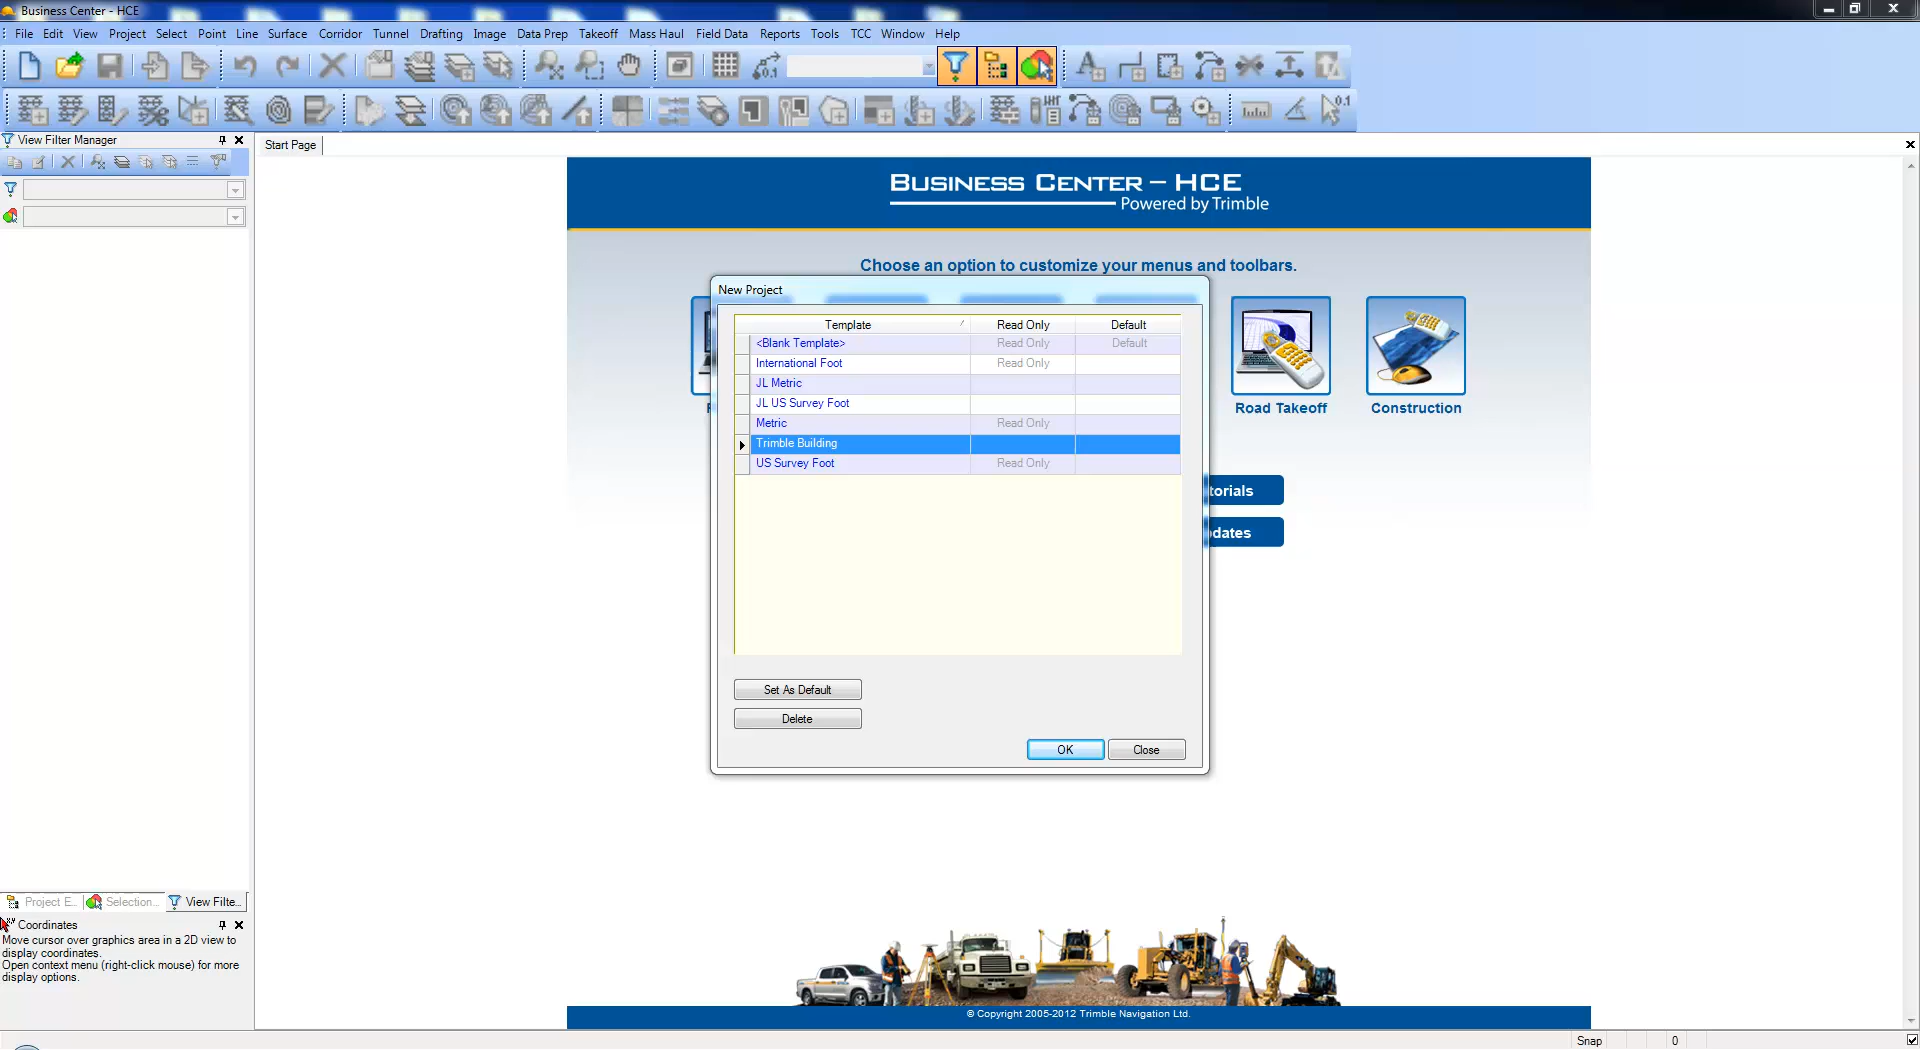 Business Center - HCE
File Edit View Project Select Point Line Surface Corridor Tunnel Drafting Image Data Prep Takeoff Mass Haul Field Data Reports Tools TCC Window Help
View Filter Manager
Start Page
BUSINESS CENTER – HCE
Powered by Trimble
Choose an option to customize your menus and toolbars.
New Project
Template Read Only Default
<Blank Template> Read Only Default
International Foot Read Only
JL Metric
JL US Survey Foot
Metric Read Only
Trimble Building
US Survey Foot Read Only
Road Takeoff
Construction
torials
dates
Set As Default
Delete
OK
Close
Project E...
Selection...
View Filte...
Coordinates
Move cursor over graphics area in a 2D view to
display coordinates.
Open context menu (right-click mouse) for more
display options.
© Copyright 2005-2012 Trimble Navigation Ltd.
Snap 0